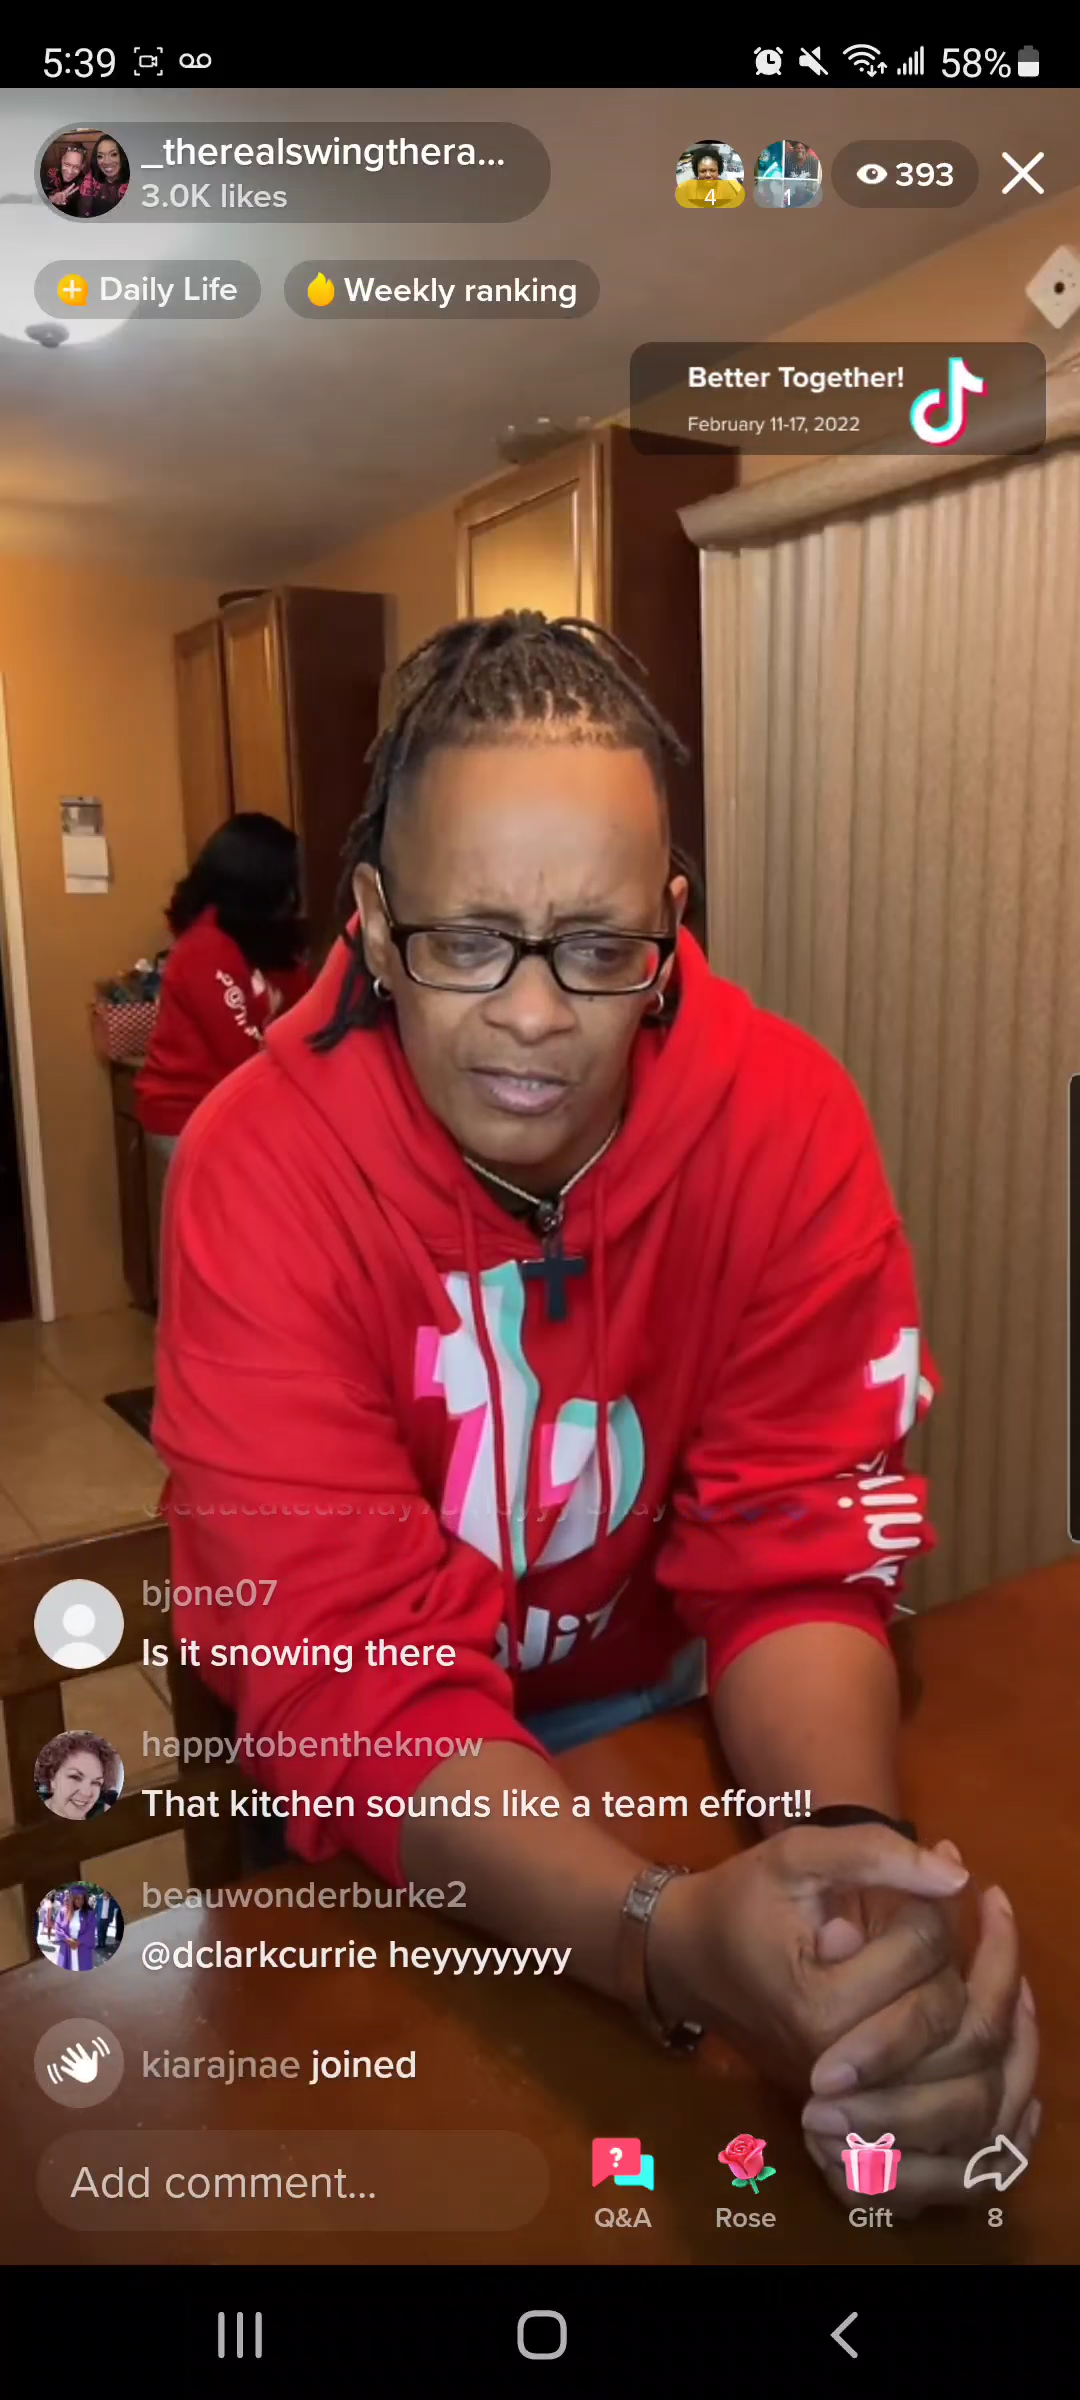 5:39
58%
_therealswingthera...
3.0K likes
4
1
393
Daily Life
Weekly ranking
Better Together!
February 11-17, 2022
bjone07
Is it snowing there
happytobentheknow
That kitchen sounds like a team effort!!
beauwonderburke2
@dclarkcurrie heyyyyyyy
kiarajnae joined
Add comment...
?
Q&A
Rose
Gift
8